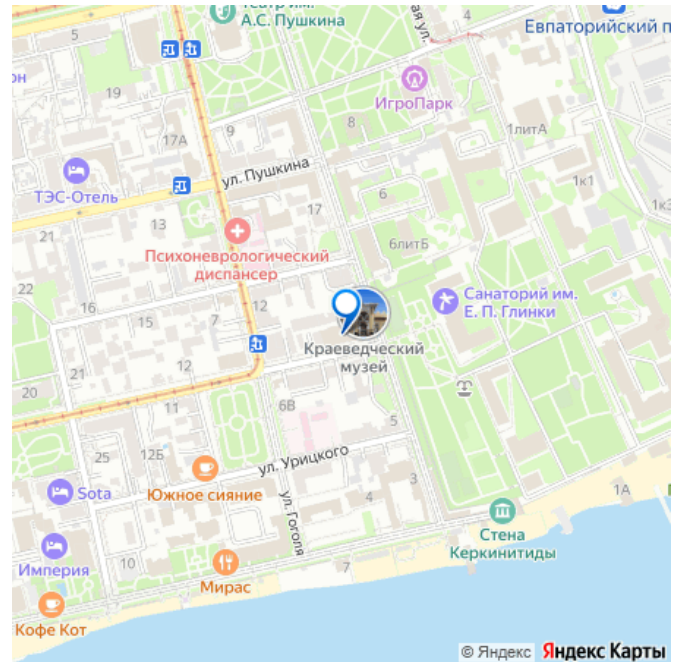 Театр им.
А.С. Пушкина
5
Евпаторийский п
он
19
ИгроПарк
ая ул.
8
9
17А
1литА
ТЭС-Отель
ул. Пушкина
1к1
1к3
6
17
13
21
6литБ
Психоневрологический
диспансер
22
16
15
12
7
Санаторий им.
Е. П. Глинки
12
Краеведческий
музей
20
21
11
6В
5
25
12Б
ул. Урицкого
Sota
Южное сияние
ул. Гоголя
4
3
1А
Стена
Керкинитиды
Империя
10
Мирас
7
Кофе Кот
© Яндекс Яндекс Карты